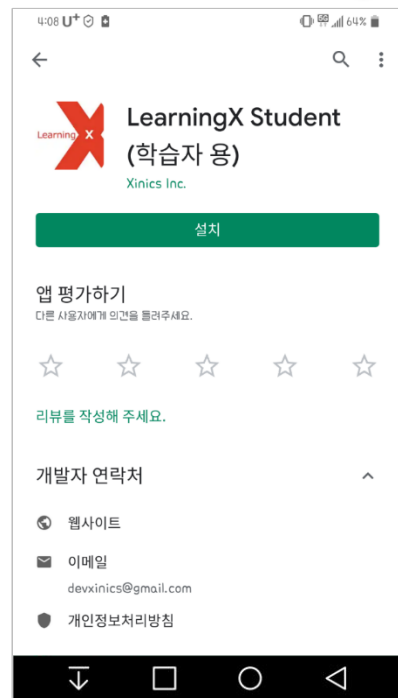 4:08 U+ 64%
Learning X
LearningX Student
(학습자 용)
Xinics Inc.
설치
앱 평가하기
다른 사용자에게 의견을 들려주세요.
리뷰를 작성해 주세요.
개발자 연락처
웹사이트
이메일
devxinics@gmail.com
개인정보처리방침